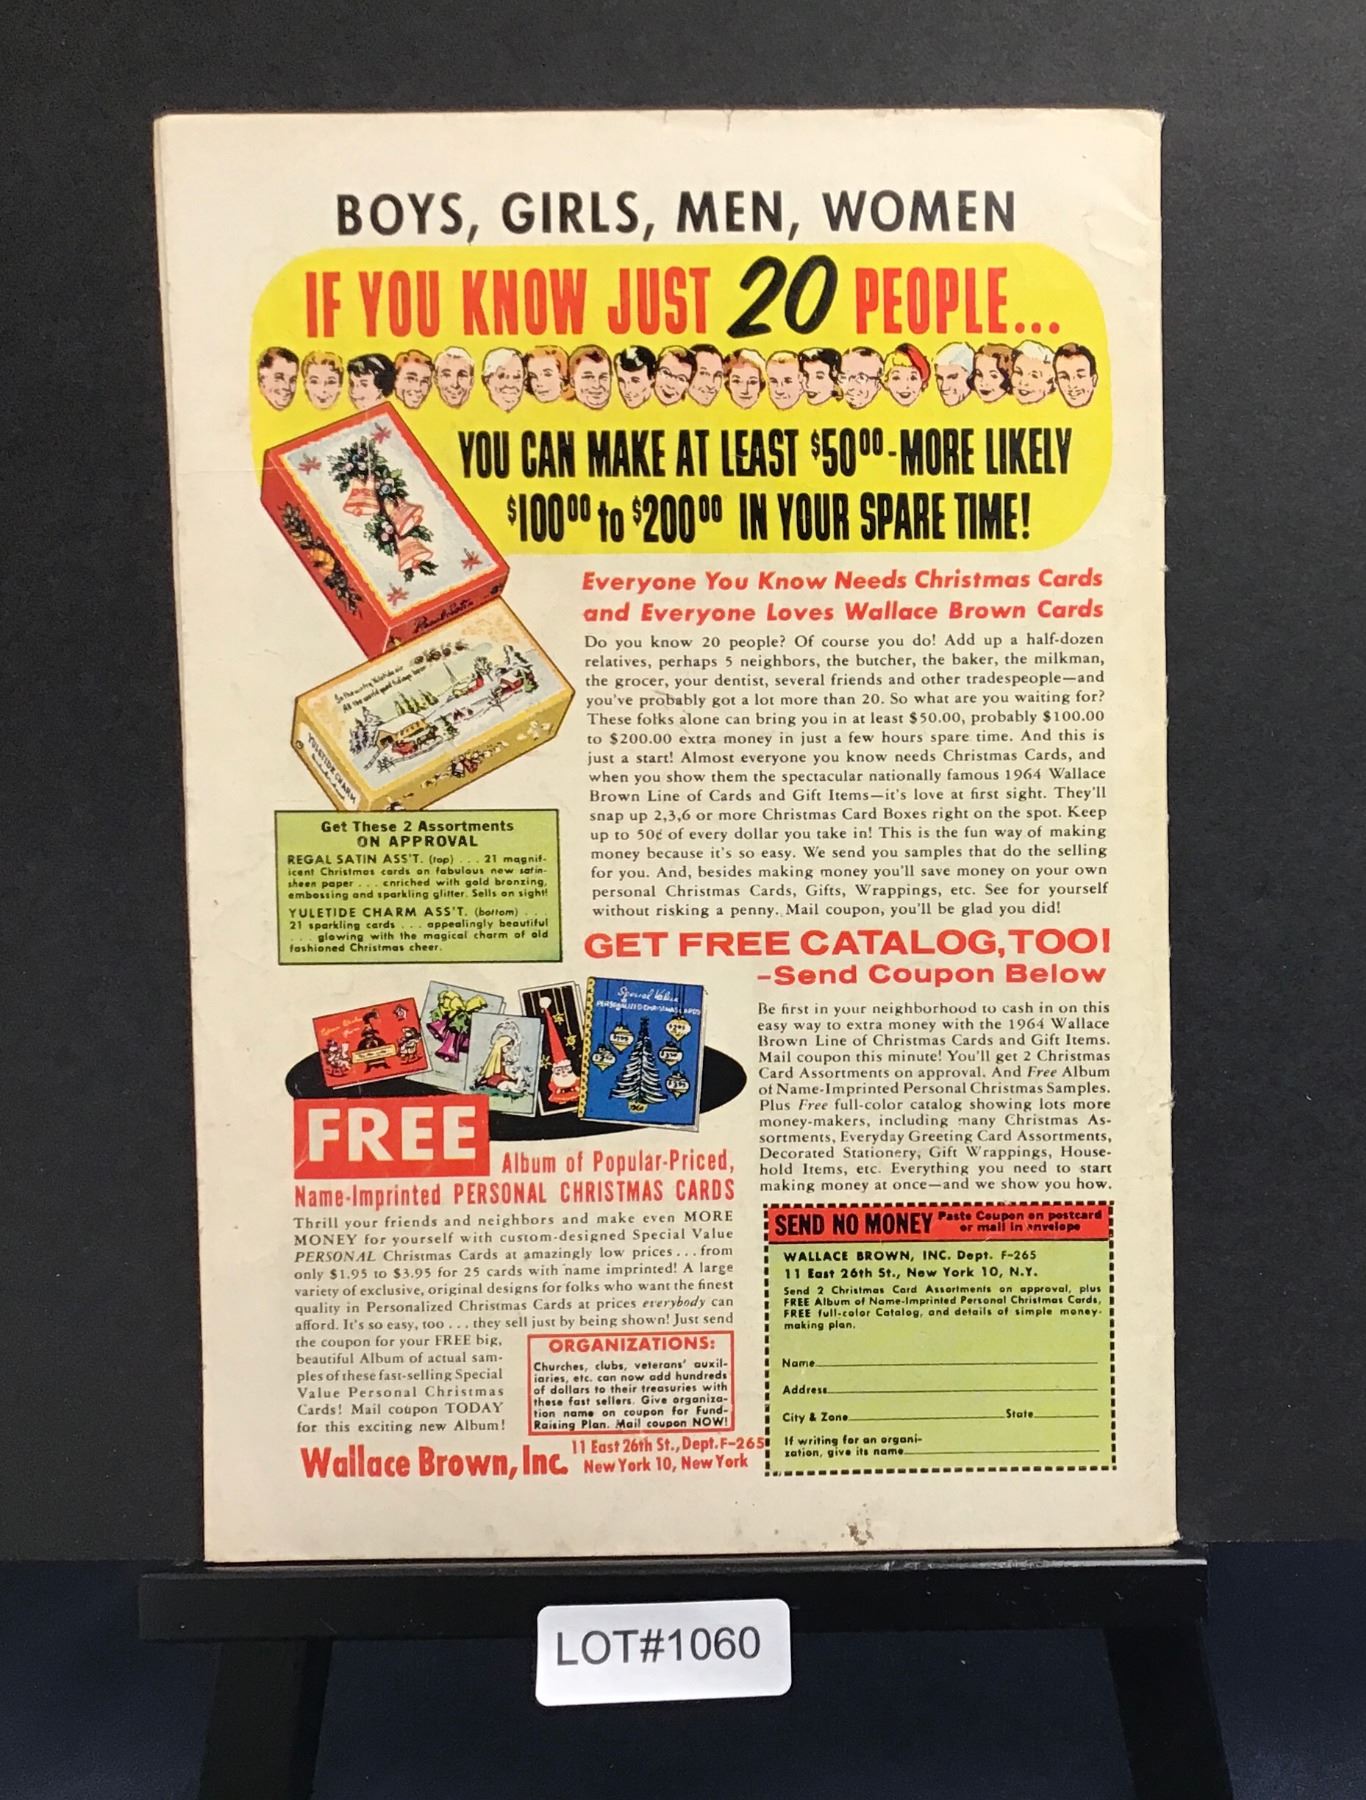 BOYS, GIRLS, MEN, WOMEN
IF YOU KNOW JUST 20 PEOPLE...
YOU CAN MAKE AT LEAST $50⁰⁰-MORE LIKELY
$100⁰⁰ to $200⁰⁰ IN YOUR SPARE TIME!
Regal Satin
YULETIDE CHARM
Everyone You Know Needs Christmas Cards
and Everyone Loves Wallace Brown Cards
Do you know 20 people? Of course you do! Add up a half-dozen
relatives, perhaps 5 neighbors, the butcher, the baker, the milkman,
the grocer, your dentist, several friends and other tradespeople—and
you've probably got a lot more than 20. So what are you waiting for?
These folks alone can bring you in at least $50.00, probably $100.00
to $200.00 extra money in just a few hours spare time. And this is
just a start! Almost everyone you know needs Christmas Cards, and
when you show them the spectacular nationally famous 1964 Wallace
Brown Line of Cards and Gift Items—it's love at first sight. They'll
snap up 2,3,6 or more Christmas Card Boxes right on the spot. Keep
up to 50¢ of every dollar you take in! This is the fun way of making
money because it's so easy. We send you samples that do the selling
for you. And, besides making money you'll save money on your own
personal Christmas Cards, Gifts, Wrappings, etc. See for yourself
without risking a penny. Mail coupon, you'll be glad you did!
Get These 2 Assortments
ON APPROVAL
REGAL SATIN ASS'T. (top) . . . 21 magnif-
icent Christmas cards on fabulous new satin-
sheen paper . . . enriched with gold bronzing,
embossing and sparkling glitter. Sells on sight!
YULETIDE CHARM ASS'T. (bottom) . . .
21 sparkling cards . . . appealingly beautiful
. . . glowing with the magical charm of old
fashioned Christmas cheer.
GET FREE CATALOG, TOO!
–Send Coupon Below
Be first in your neighborhood to cash in on this
easy way to extra money with the 1964 Wallace
Brown Line of Christmas Cards and Gift Items.
Mail coupon this minute! You'll get 2 Christmas
Card Assortments on approval. And Free Album
of Name-Imprinted Personal Christmas Samples.
Plus Free full-color catalog showing lots more
money-makers, including many Christmas As-
sortments, Everyday Greeting Card Assortments,
Decorated Stationery, Gift Wrappings, House-
hold Items, etc. Everything you need to start
making money at once—and we show you how.
Special Value
PERSONALIZED CHRISTMAS CARDS
FREE
Album of Popular-Priced,
Name-Imprinted PERSONAL CHRISTMAS CARDS
Thrill your friends and neighbors and make even MORE
MONEY for yourself with custom-designed Special Value
PERSONAL Christmas Cards at amazingly low prices . . . from
only $1.95 to $3.95 for 25 cards with name imprinted! A large
variety of exclusive, original designs for folks who want the finest
quality in Personalized Christmas Cards at prices everybody can
afford. It's so easy, too . . . they sell just by being shown! Just send
the coupon for your FREE big,
beautiful Album of actual sam-
ples of these fast-selling Special
Value Personal Christmas
Cards! Mail coupon TODAY
for this exciting new Album!
ORGANIZATIONS:
Churches, clubs, veterans' auxil-
iaries, etc. can now add hundreds
of dollars to their treasuries with
these fast sellers. Give organiza-
tion name on coupon for Fund-
Raising Plan. Mail coupon NOW!
Wallace Brown, Inc.
11 East 26th St., Dept. F-265
New York 10, New York
SEND NO MONEY
Paste Coupon on postcard
or mail in envelope
WALLACE BROWN, INC. Dept. F-265
11 East 26th St., New York 10, N.Y.
Send 2 Christmas Card Assortments on approval, plus
FREE Album of Name-Imprinted Personal Christmas Cards,
FREE full-color Catalog, and details of simple money-
making plan.
Name
Address
City & Zone State
If writing for an organi-
zation, give its name
LOT#1060